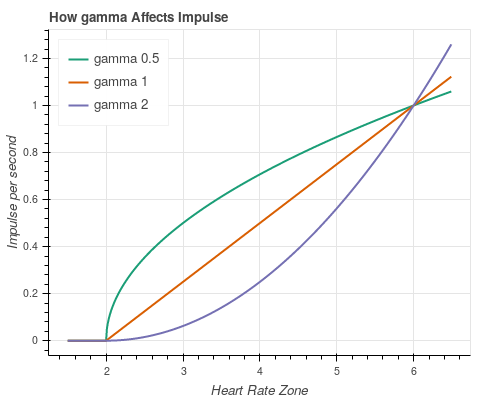 How gamma Affects Impulse
gamma 0.5
gamma 1
gamma 2
Impulse per second
1.2
1
0.8
0.6
0.4
0.2
0
2 3 4 5 6
Heart Rate Zone